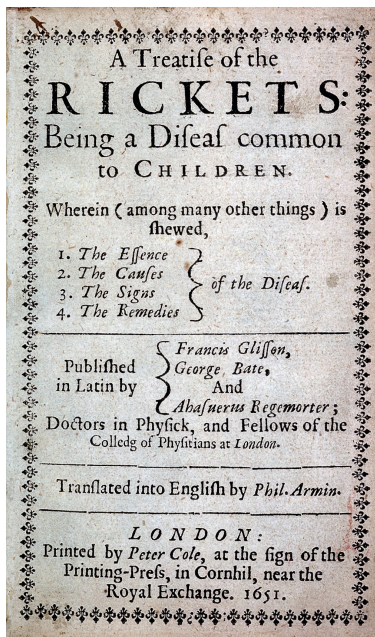 A Treatiſe of the
RICKETS:
Being a Diſeaſ common
to CHILDREN.
Wherein (among many other things) is
ſhewed,
1. The Eſſence
2. The Cauſes
3. The Signs
4. The Remedies
of the Diſeaſ.
Publiſhed
in Latin by
Francis Gliſſon,
George Bate,
And
Ahaſuerus Regemorter;
Doctors in Phyſick, and Fellows of the
Colledg of Phyſitians at London.
Tranſlated into Engliſh by Phil. Armin.
LONDON:
Printed by Peter Cole, at the ſign of the
Printing-Preſs, in Cornhil, near the
Royal Exchange. 1651.